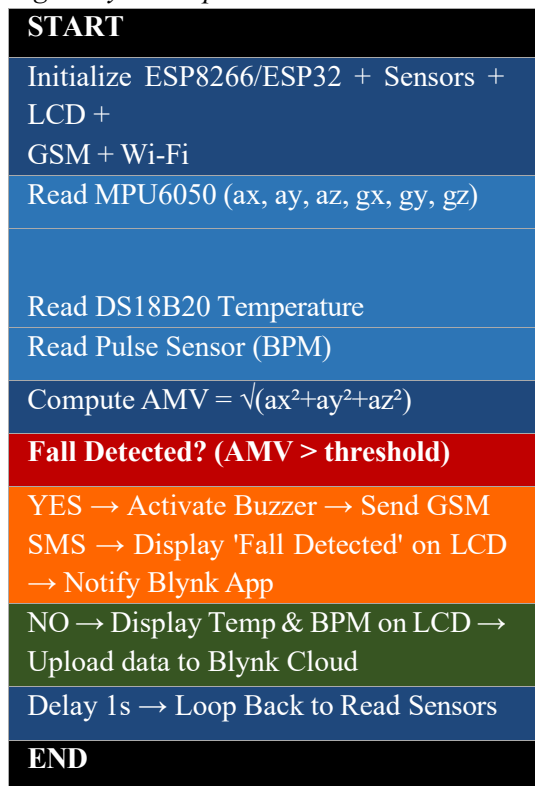 START
Initialize ESP8266/ESP32 + Sensors +
LCD +
GSM + Wi-Fi
Read MPU6050 (ax, ay, az, gx, gy, gz)
Read DS18B20 Temperature
Read Pulse Sensor (BPM)
Compute AMV = √(ax²+ay²+az²)
Fall Detected? (AMV > threshold)
YES → Activate Buzzer → Send GSM
SMS → Display 'Fall Detected' on LCD
→ Notify Blynk App
NO → Display Temp & BPM on LCD →
Upload data to Blynk Cloud
Delay 1s → Loop Back to Read Sensors
END